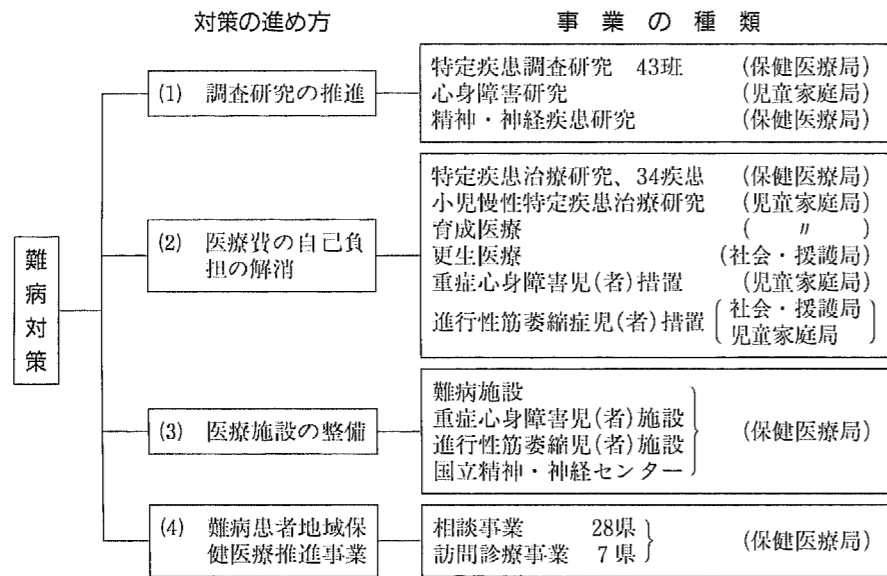 対策の進め方　事業の種類
難病対策
(1) 調査研究の推進
特定疾患調査研究 43班 (保健医療局)
心身障害研究 (児童家庭局)
精神・神経疾患研究 (保健医療局)
(2) 医療費の自己負
担の解消
特定疾患治療研究、34疾患 (保健医療局)
小児慢性特定疾患治療研究 (児童家庭局)
育成医療 ( 〃 )
更生医療 (社会・援護局)
重症心身障害児(者)措置 (児童家庭局)
進行性筋萎縮症児(者)措置 社会・援護局
児童家庭局
(3) 医療施設の整備
難病施設
重症心身障害児(者)施設
進行性筋萎縮児(者)施設
国立精神・神経センター
(保健医療局)
(4) 難病患者地域保
健医療推進事業
相談事業 28県
訪問診療事業 7県
(保健医療局)